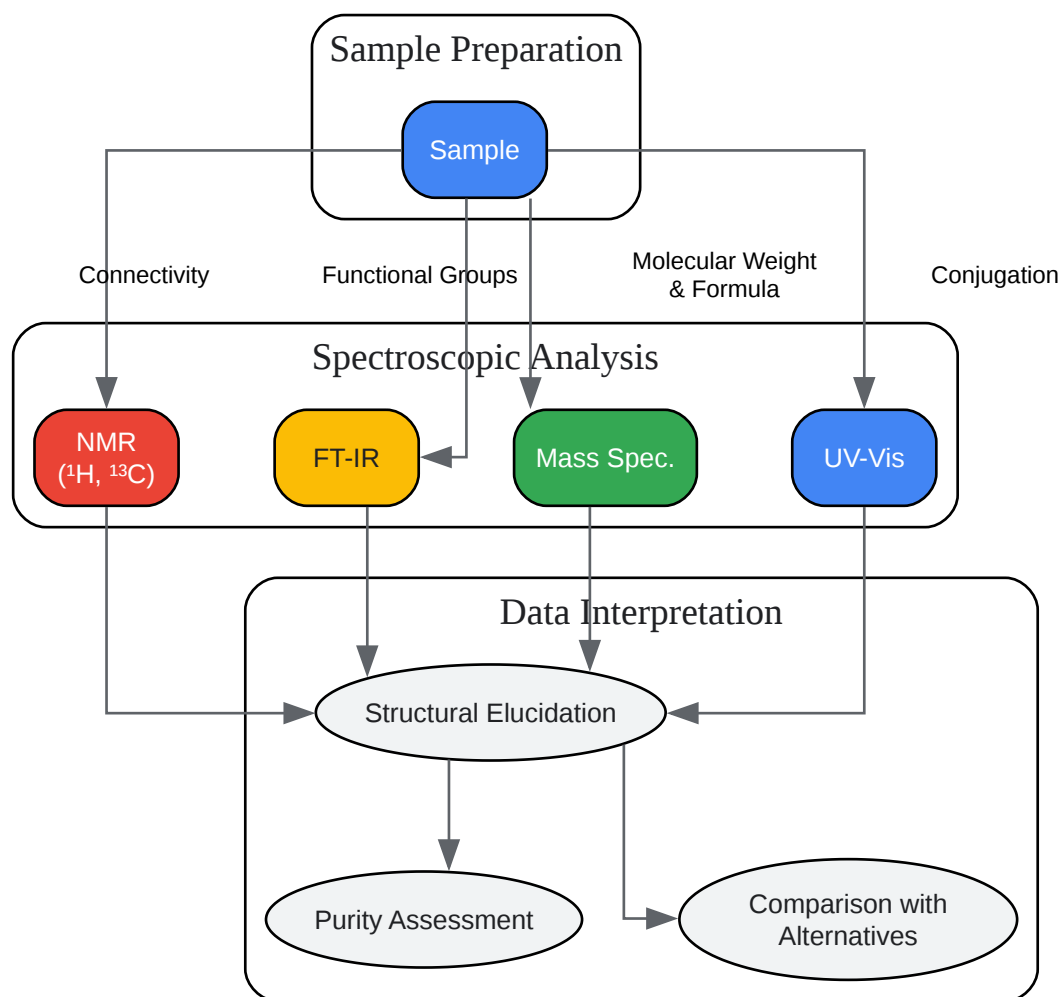 Sample Preparation
Sample
Connectivity
Functional Groups
Molecular Weight
& Formula
Conjugation
Spectroscopic Analysis
NMR
(¹H, ¹³C)
FT-IR
Mass Spec.
UV-Vis
Data Interpretation
Structural Elucidation
Purity Assessment
Comparison with
Alternatives